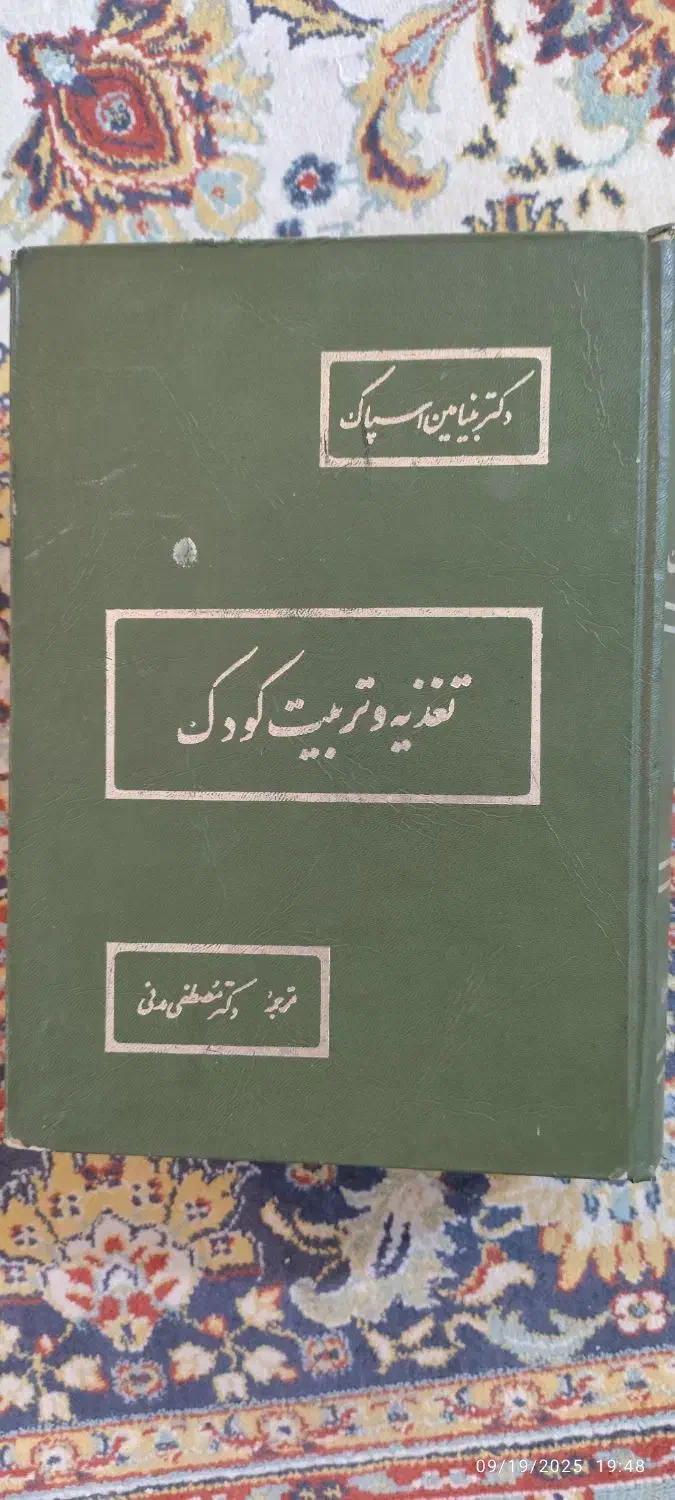 دکتر بنیامین اسپاک
تغذیه و تربیت کودک
ترجمهٔ دکتر مصطفی مدنی
09/19/2025 19:48